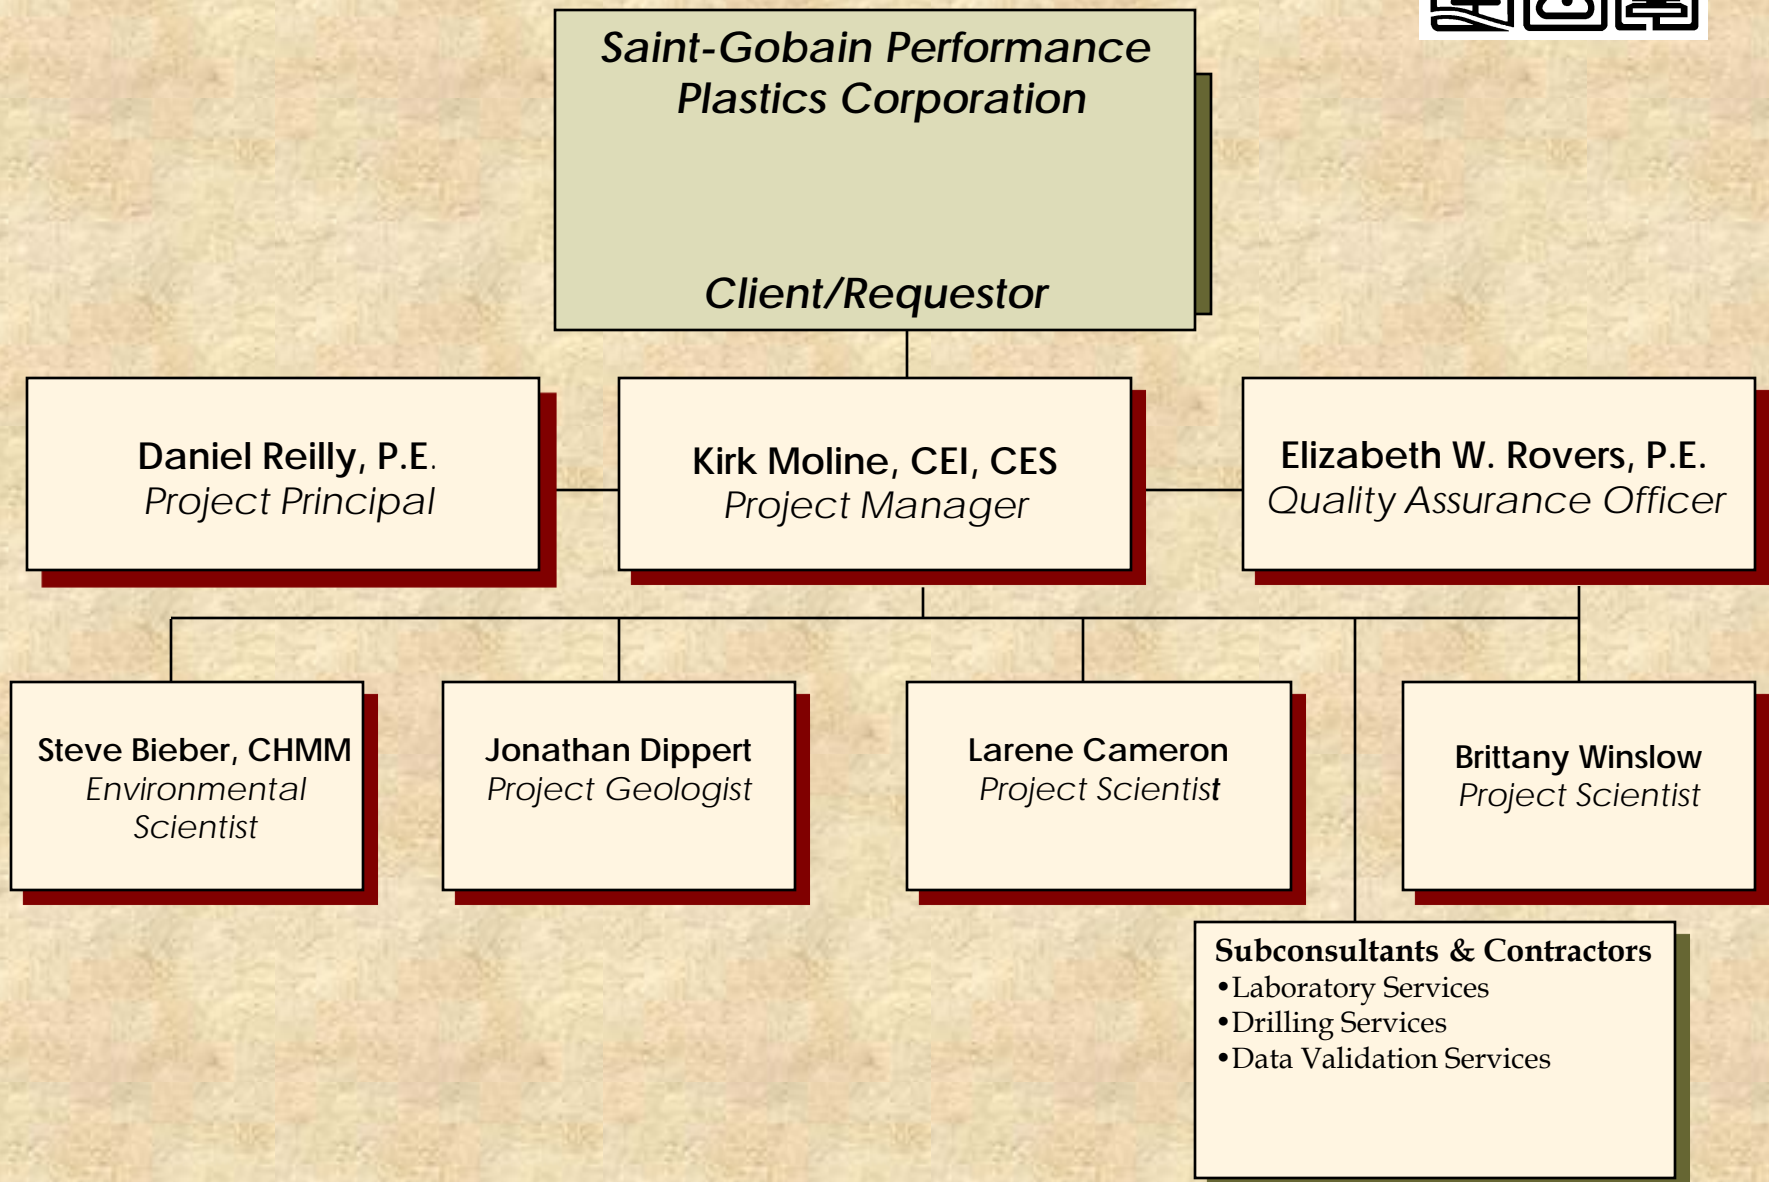 Saint-Gobain Performance
Plastics Corporation
Client/Requestor
Daniel Reilly, P.E.
Project Principal
Kirk Moline, CEI, CES
Project Manager
Elizabeth W. Rovers, P.E.
Quality Assurance Officer
Steve Bieber, CHMM
Environmental
Scientist
Jonathan Dippert
Project Geologist
Larene Cameron
Project Scientist
Brittany Winslow
Project Scientist
Subconsultants & Contractors
•Laboratory Services
•Drilling Services
•Data Validation Services